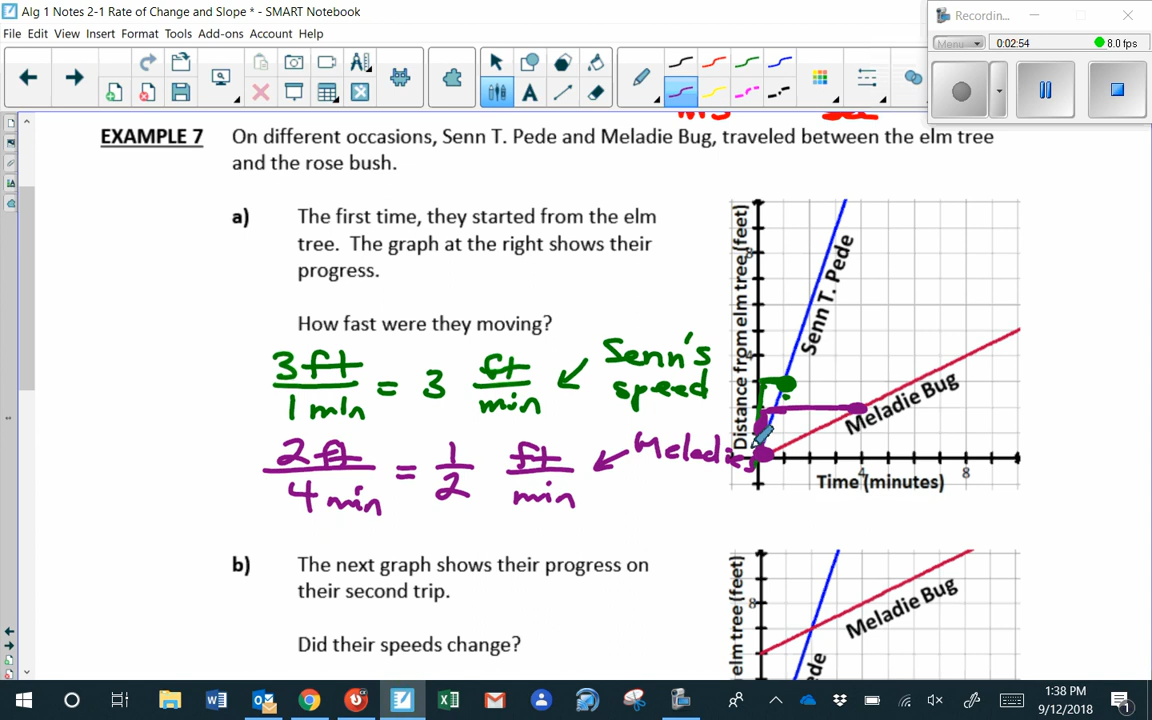 Alg 1 Notes 2-1 Rate of Change and Slope * - SMART Notebook
File Edit View Insert Format Tools Add-ons Account Help
Recordin...
Menu
0:02:54
8.0 fps
EXAMPLE 7 On different occasions, Senn T. Pede and Meladie Bug, traveled between the elm tree
and the rose bush.
a) The first time, they started from the elm
tree. The graph at the right shows their
progress.
How fast were they moving?
3 ft / 1 min = 3 ft / min ← Senn's speed
2 ft / 4 min = 1 / 2 ft / min ← Meladie's
Distance from elm tree (feet)
8
4
Senn T. Pede
Meladie Bug
4 8
Time (minutes)
b) The next graph shows their progress on
their second trip.
Did their speeds change?
elm tree (feet)
8
Meladie Bug
pede
1:38 PM
9/12/2018
1